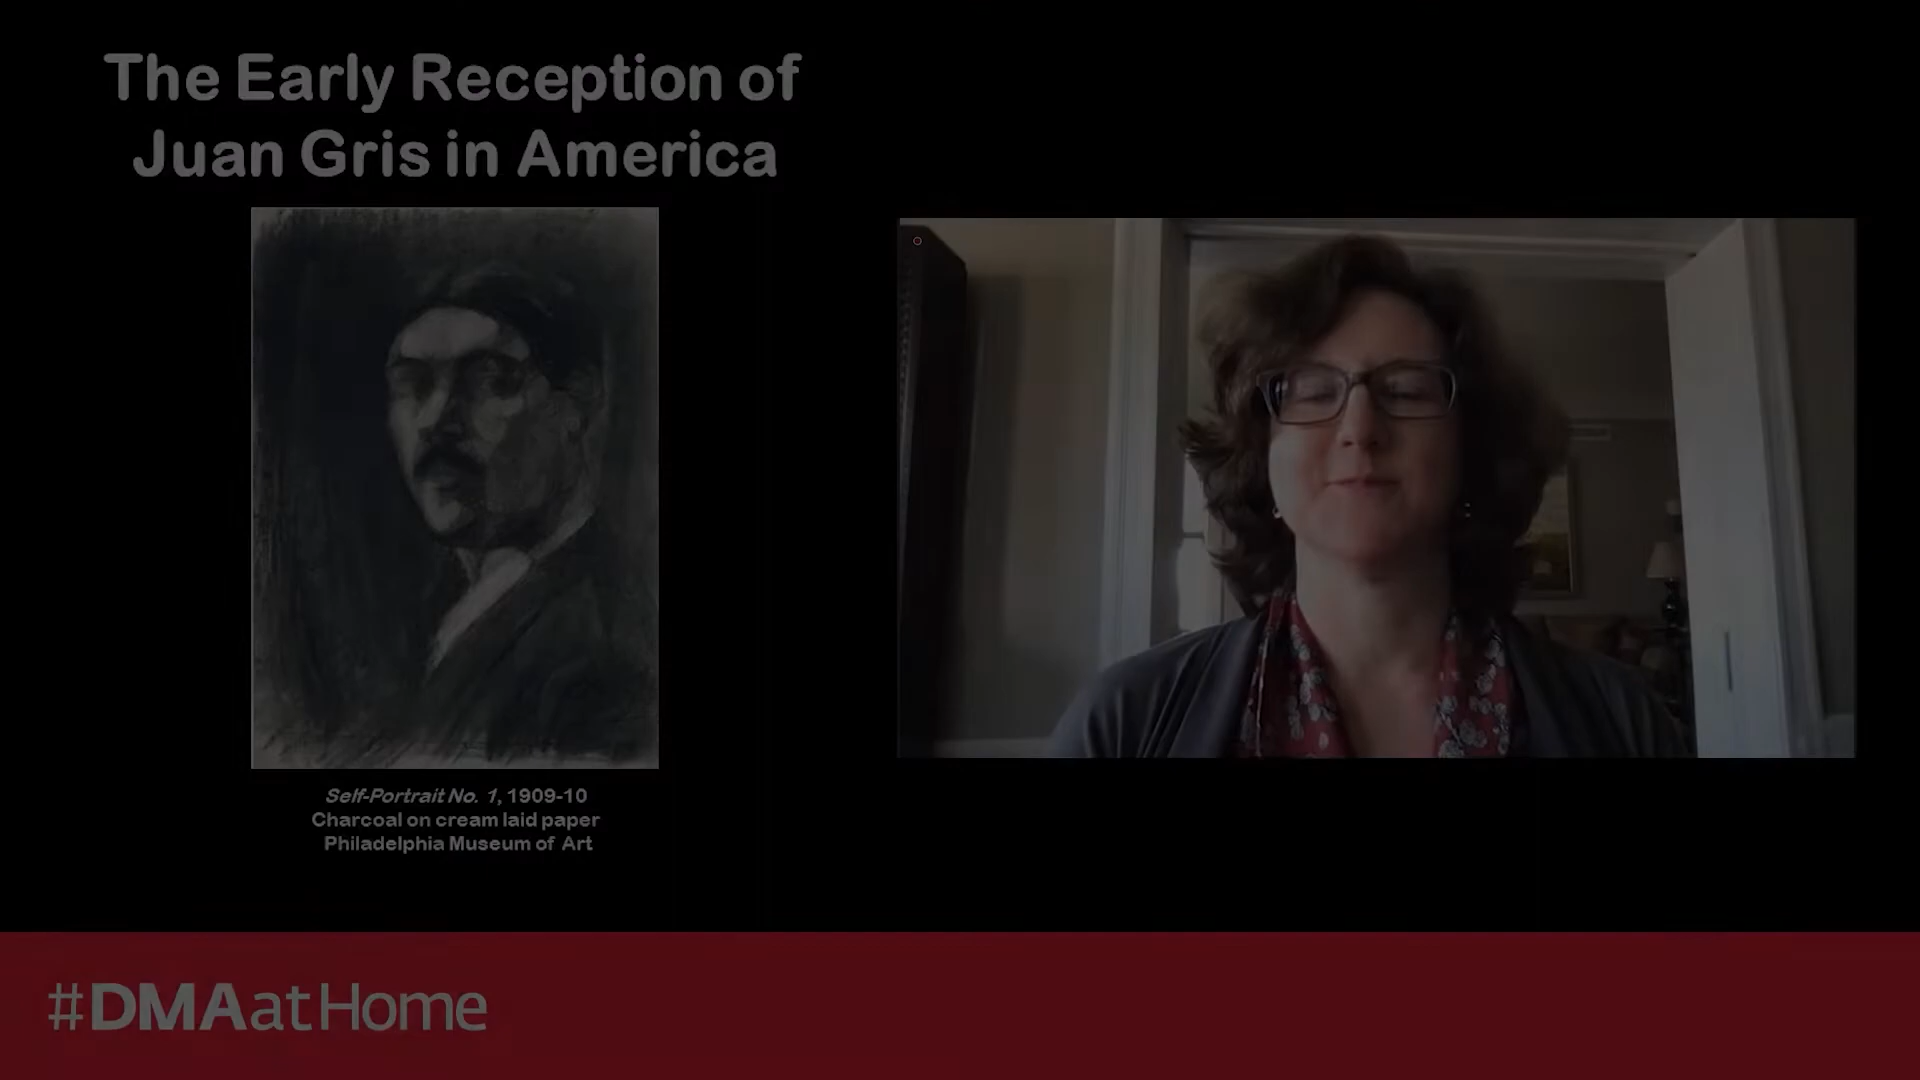 The Early Reception of
Juan Gris in America
Self-Portrait No. 1, 1909-10
Charcoal on cream laid paper
Philadelphia Museum of Art
#DMAatHome